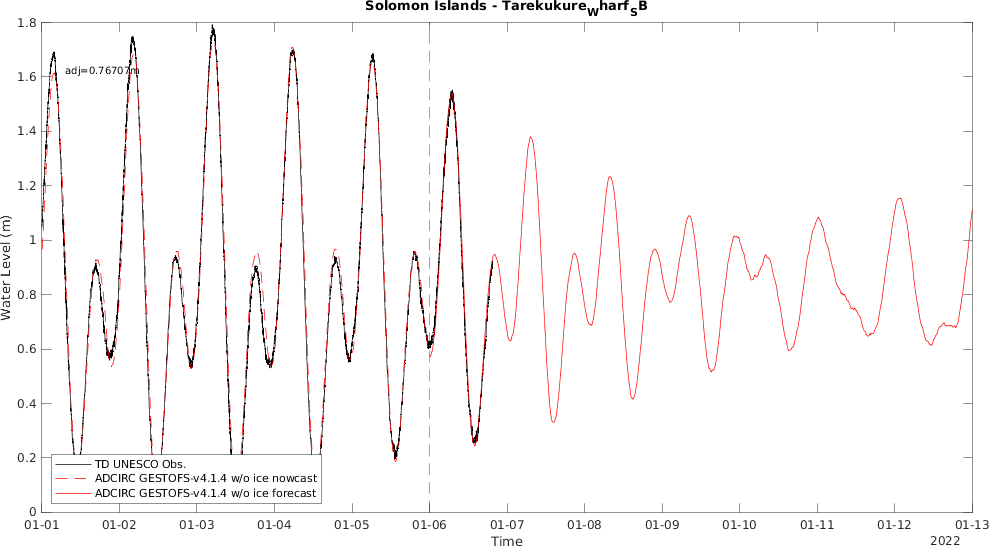 Solomon Islands - Tarekukure_Wharf_SB
adj=0.76707m
Water Level (m)
1.8
1.6
1.4
1.2
1
0.8
0.6
0.4
0.2
0
TD UNESCO Obs.
ADCIRC GESTOFS-v4.1.4 w/o ice nowcast
ADCIRC GESTOFS-v4.1.4 w/o ice forecast
01-01 01-02 01-03 01-04 01-05 01-06 01-07 01-08 01-09 01-10 01-11 01-12 01-13
Time
2022